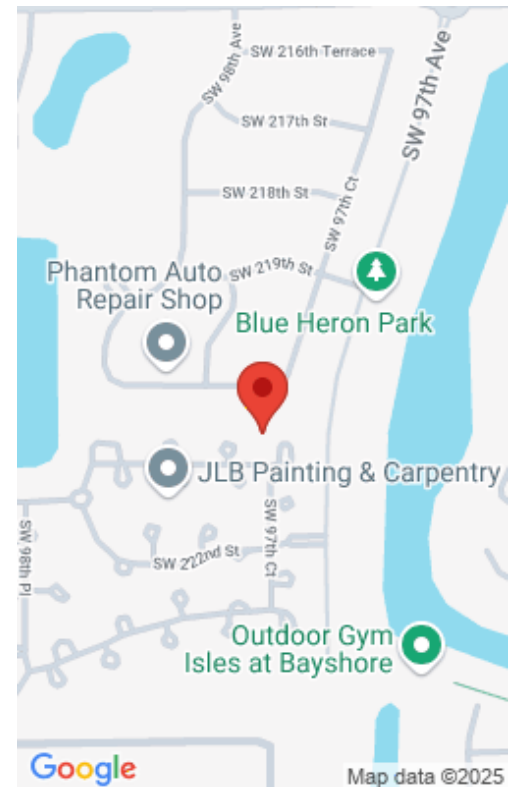 SW 98th Ave
SW 216th Terrace
SW 97th Ave
SW 217th St
SW 218th St
SW 97th Ct
SW 219th St
Phantom Auto
Repair Shop
Blue Heron Park
JLB Painting & Carpentry
SW 98th Pl
SW 97th Ct
SW 222nd St
Outdoor Gym
Isles at Bayshore
Google
Map data ©2025